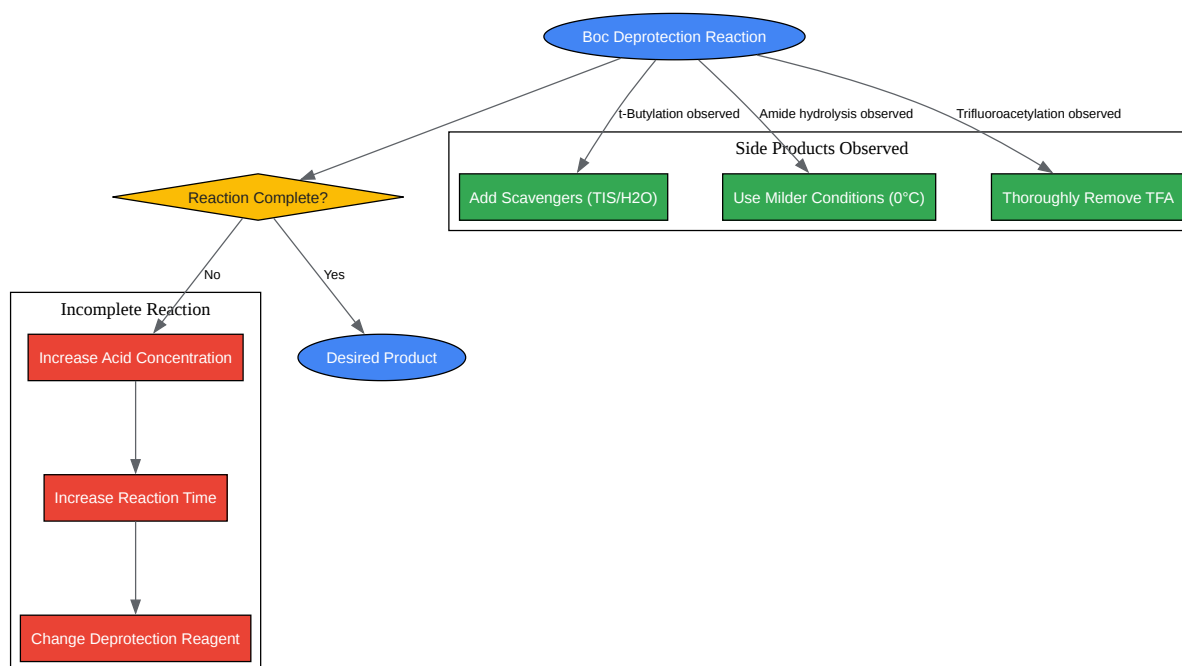 Boc Deprotection Reaction
t-Butylation observed
Amide hydrolysis observed
Trifluoroacetylation observed
Side Products Observed
Reaction Complete?
Add Scavengers (TIS/H2O)
Use Milder Conditions (0°C)
Thoroughly Remove TFA
No
Yes
Incomplete Reaction
Increase Acid Concentration
Desired Product
Increase Reaction Time
Change Deprotection Reagent